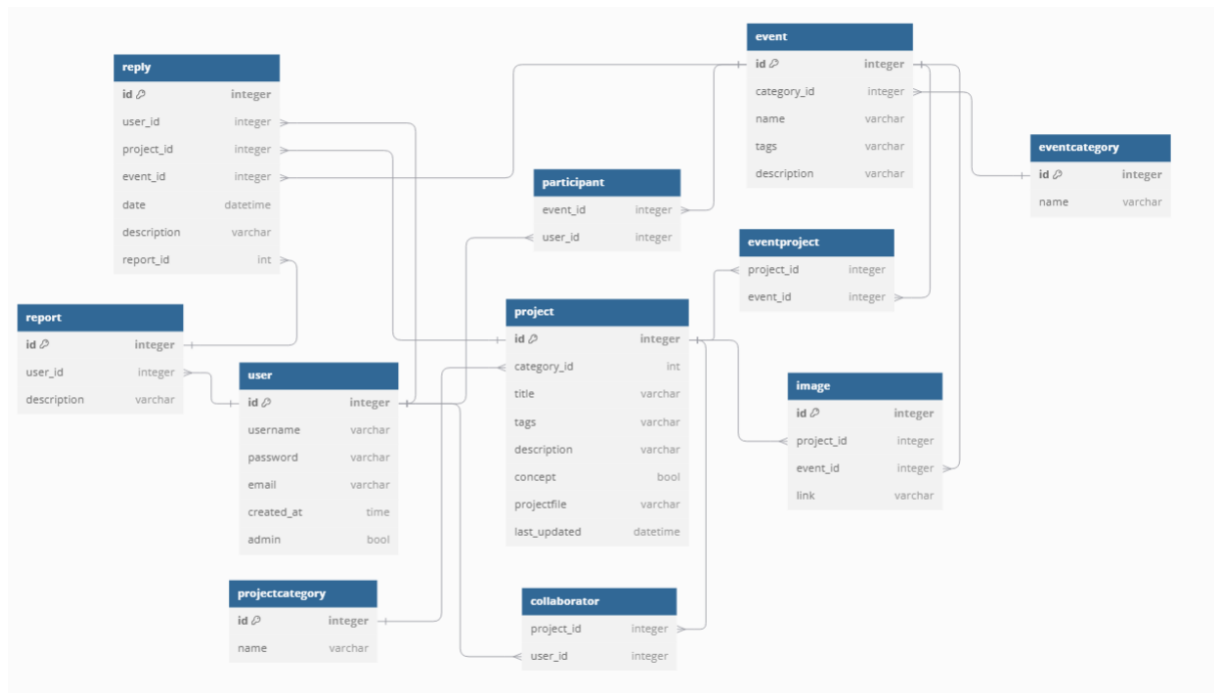 event
id integer
category_id integer
name varchar
tags varchar
description varchar
reply
id integer
user_id integer
project_id integer
event_id integer
date datetime
description varchar
report_id int
eventcategory
id integer
name varchar
participant
event_id integer
user_id integer
eventproject
project_id integer
event_id integer
report
id integer
user_id integer
description varchar
project
id integer
category_id int
title varchar
tags varchar
description varchar
concept bool
projectfile varchar
last_updated datetime
user
id integer
username varchar
password varchar
email varchar
created_at time
admin bool
image
id integer
project_id integer
event_id integer
link varchar
projectcategory
id integer
name varchar
collaborator
project_id integer
user_id integer